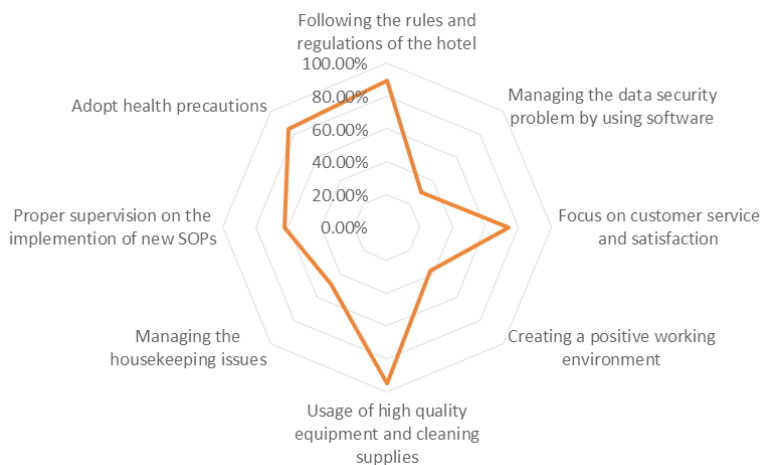 Following the rules and
regulations of the hotel
100.00%
80.00%
60.00%
40.00%
20.00%
0.00%
Managing the data security
problem by using software
Focus on customer service
and satisfaction
Creating a positive working
environment
Usage of high quality
equipment and cleaning
supplies
Managing the
housekeeping issues
Proper supervision on the
implemention of new SOPs
Adopt health precautions